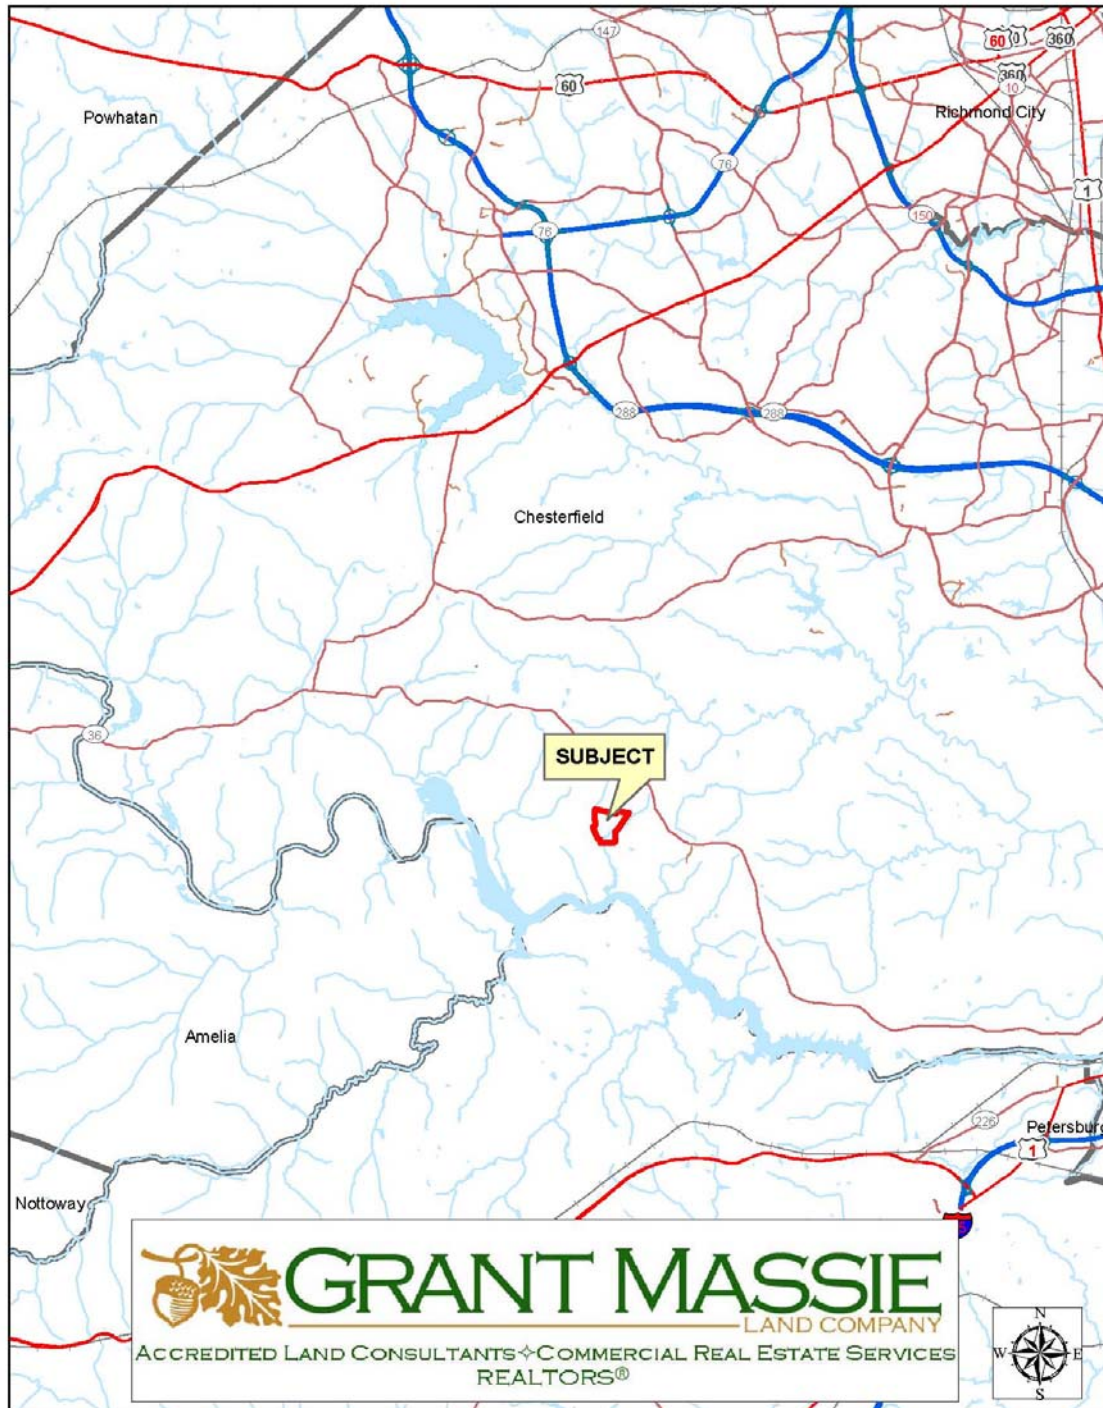 147
60
360
60
360
10
Powhatan
Richmond City
76
1
150
76
288
288
Chesterfield
36
SUBJECT
Amelia
226
Petersburg
1
Nottoway
GRANT MASSIE
LAND COMPANY
ACCREDITED LAND CONSULTANTS✧COMMERCIAL REAL ESTATE SERVICES
REALTORS®
N
W E
S